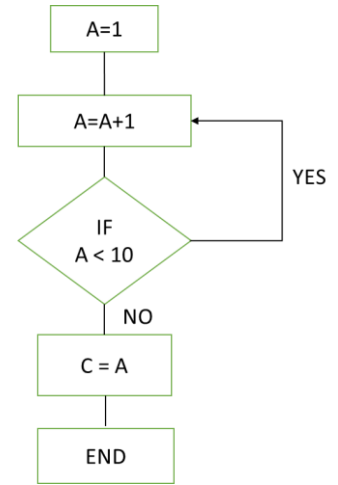 A=1
A=A+1
YES
IF
A < 10
NO
C = A
END